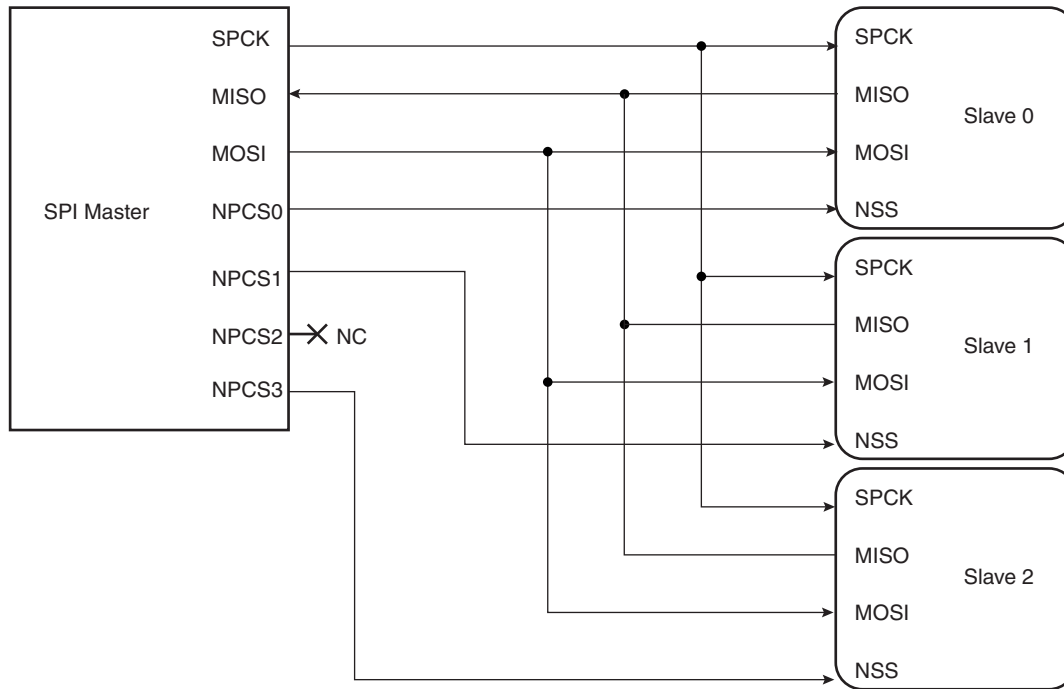 SPI Master
SPCK
MISO
MOSI
NPCS0
NPCS1
NPCS2
NC
NPCS3
SPCK
MISO
Slave 0
MOSI
NSS
SPCK
MISO
Slave 1
MOSI
NSS
SPCK
MISO
Slave 2
MOSI
NSS